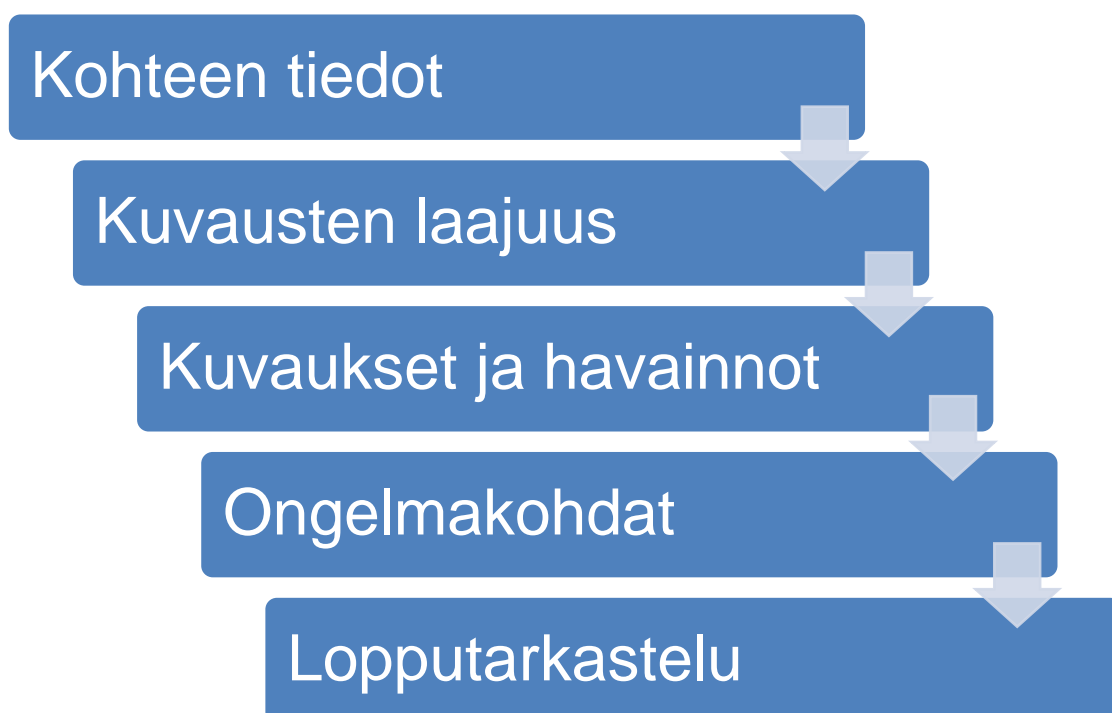 Kohteen tiedot
Kuvausten laajuus
Kuvaukset ja havainnot
Ongelmakohdat
Lopputarkastelu